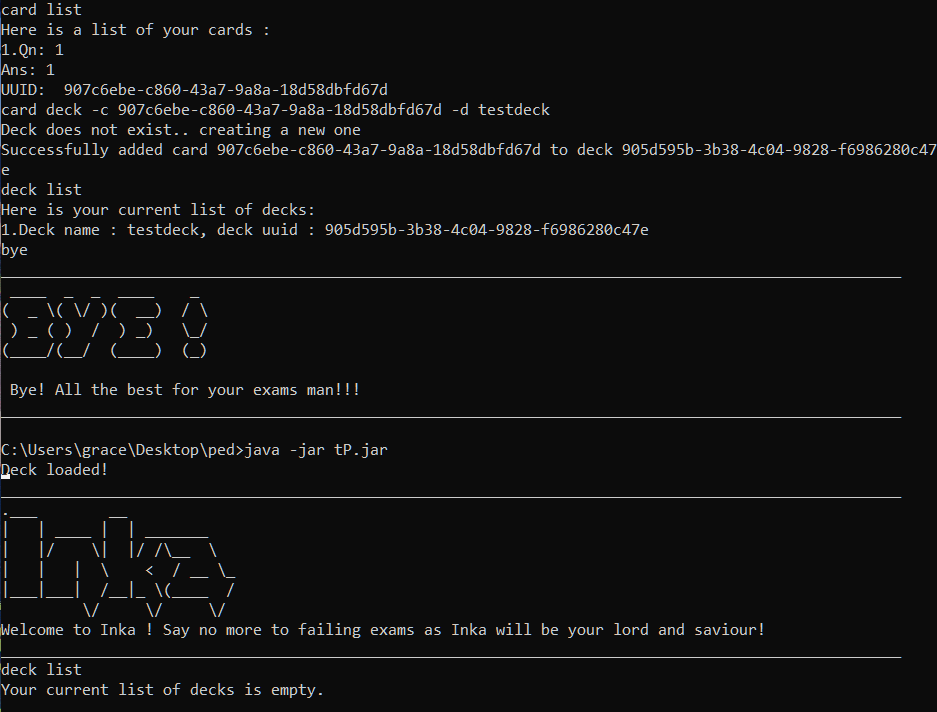 card list
Here is a list of your cards :
1.Qn: 1
Ans: 1
UUID:  907c6ebe-c860-43a7-9a8a-18d58dbfd67d
card deck -c 907c6ebe-c860-43a7-9a8a-18d58dbfd67d -d testdeck
Deck does not exist.. creating a new one
Successfully added card 907c6ebe-c860-43a7-9a8a-18d58dbfd67d to deck 905d595b-3b38-4c04-9828-f6986280c47
e
deck list
Here is your current list of decks:
1.Deck name : testdeck, deck uuid : 905d595b-3b38-4c04-9828-f6986280c47e
bye
BYE !
Bye! All the best for your exams man!!!
C:\Users\grace\Desktop\ped>java -jar tP.jar
Deck loaded!
Inka
Welcome to Inka ! Say no more to failing exams as Inka will be your lord and saviour!
deck list
Your current list of decks is empty.